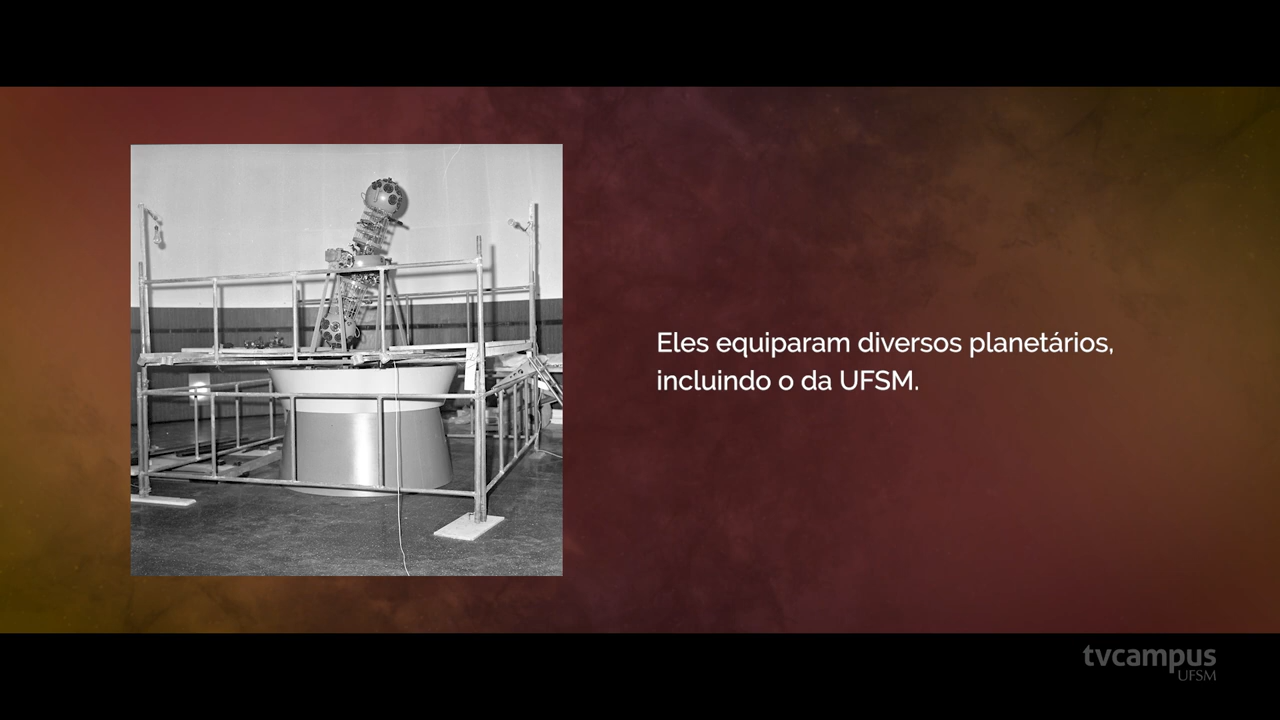 Eles equiparam diversos planetários,
incluindo o da UFSM.
tvcampus
UFSM